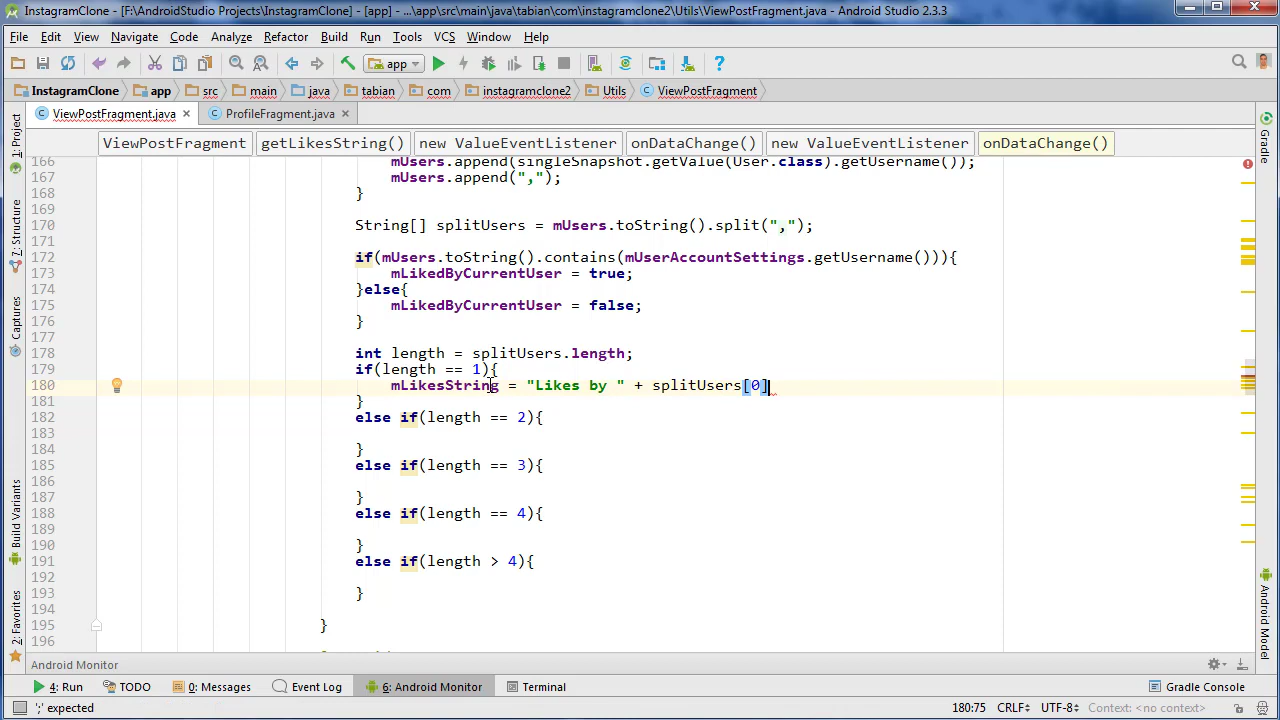 InstagramClone - [F:\AndroidStudio Projects\InstagramClone] - [app] - ...\app\src\main\java\tabian\com\instagramclone2\Utils\ViewPostFragment.java - Android Studio 2.3.3
File Edit View Navigate Code Analyze Refactor Build Run Tools VCS Window Help
app
InstagramClone app src main java tabian com instagramclone2 Utils ViewPostFragment
ViewPostFragment.java ProfileFragment.java
ViewPostFragment getLikesString() new ValueEventListener onDataChange() new ValueEventListener onDataChange()
166 mUsers.append(singleSnapshot.getValue(User.class).getUsername());
167 mUsers.append(",");
168 }
169
170 String[] splitUsers = mUsers.toString().split(",");
171
172 if(mUsers.toString().contains(mUserAccountSettings.getUsername())){
173 mLikedByCurrentUser = true;
174 }else{
175 mLikedByCurrentUser = false;
176 }
177
178 int length = splitUsers.length;
179 if(length == 1){
180 mLikesString = "Likes by " + splitUsers[0]
181 }
182 else if(length == 2){
183
184 }
185 else if(length == 3){
186
187 }
188 else if(length == 4){
189
190 }
191 else if(length > 4){
192
193 }
194
195 }
196
1: Project
7: Structure
Captures
Build Variants
2: Favorites
Gradle
Android Model
Android Monitor
4: Run TODO 0: Messages Event Log 6: Android Monitor Terminal Gradle Console
';' expected 180:75 CRLF UTF-8 Context: <no context>